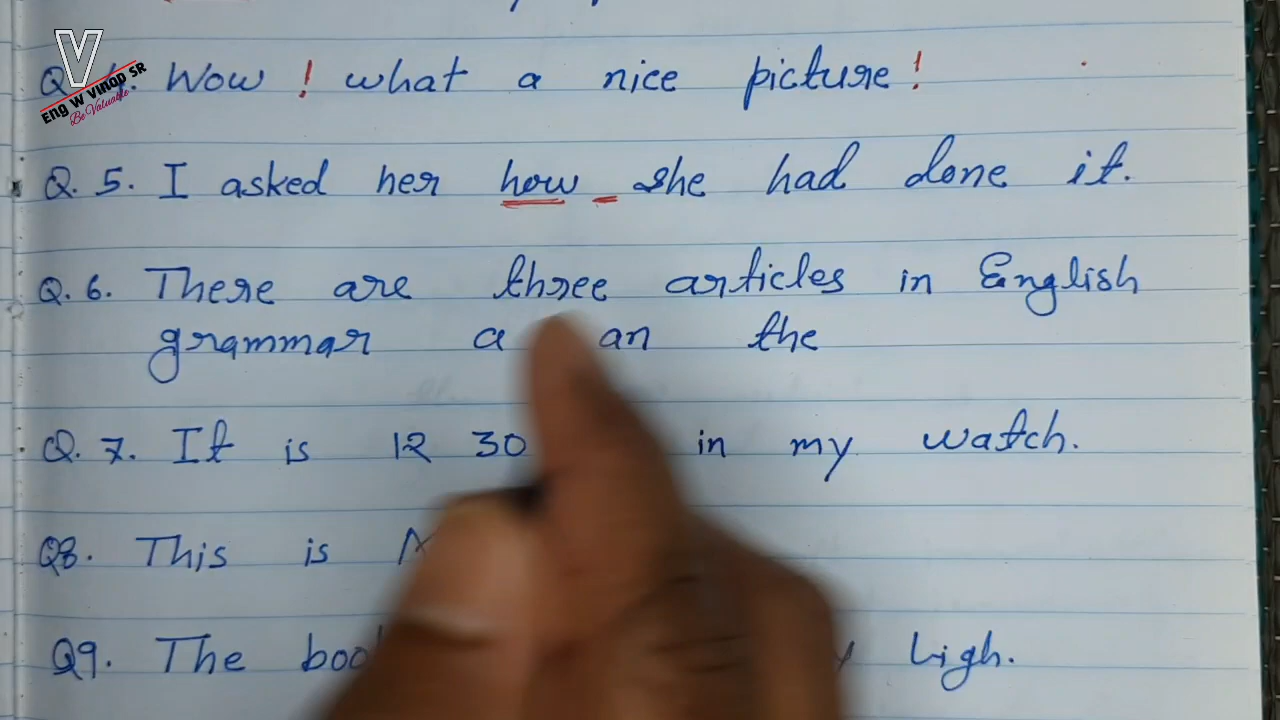 Q 4. Wow ! what a nice picture !
V
Eng W Vinod SR
Be Valuable
Q. 5. I asked her how she had done it.
Q. 6. There are three articles in English
grammar a an the
Q. 7. It is 12 30 in my watch.
Q8. This is
Q9. The ligh.